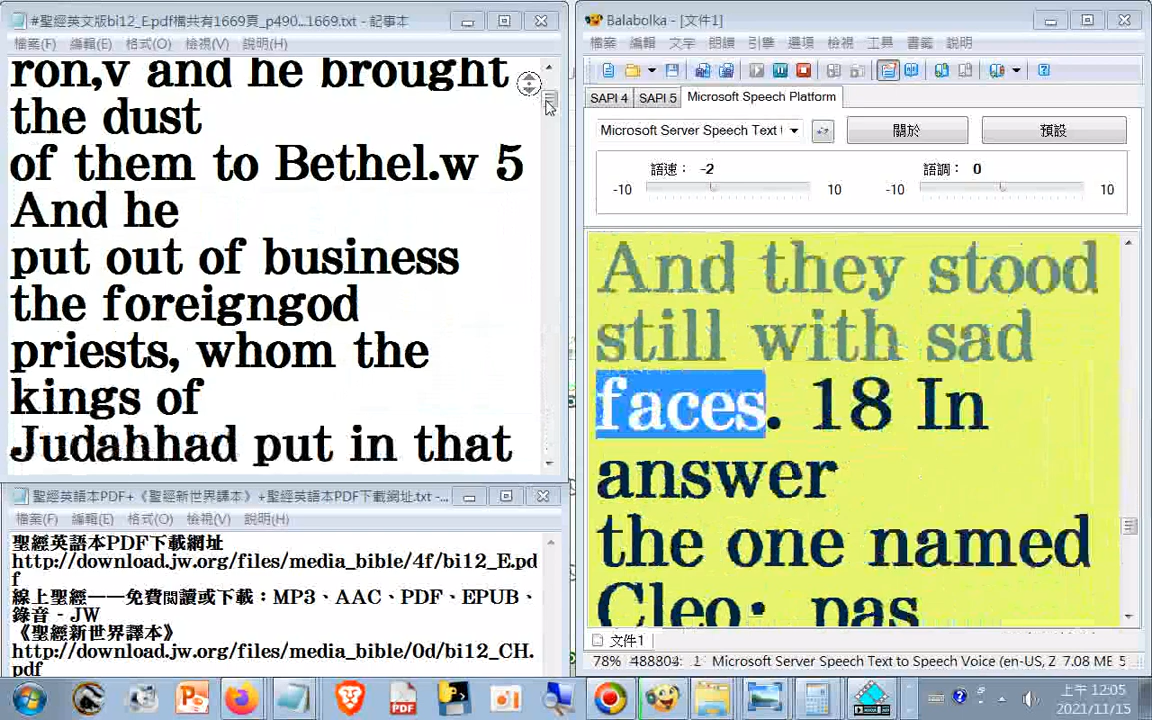 #聖經英文版bi12_E.pdf檔共有1669頁_p490...1669.txt - 記事本
檔案(F) 編輯(E) 格式(O) 檢視(V) 說明(H)
ron,v and he brought
the dust
of them to Bethel.w 5
And he
put out of business
the foreigngod
priests, whom the
kings of
Judahhad put in that
聖經英語本PDF+《聖經新世界譯本》+聖經英語本PDF下載網址.txt -...
檔案(F) 編輯(E) 格式(O) 檢視(V) 說明(H)
聖經英語本PDF下載網址
http://download.jw.org/files/media_bible/4f/bi12_E.pd
f
線上聖經——免費閱讀或下載：MP3、AAC、PDF、EPUB、
錄音 - JW
《聖經新世界譯本》
http://download.jw.org/files/media_bible/0d/bi12_CH.
pdf
Balabolka - [文件1]
檔案 編輯 文字 朗讀 引擎 選項 檢視 工具 書籤 說明
SAPI 4 SAPI 5 Microsoft Speech Platform
Microsoft Server Speech Text 關於 預設
語速： -2 語調： 0
-10 10 -10 10
And they stood
still with sad
faces. 18 In
answer
the one named
Cleo· pas
文件1
78% 488804: 1 Microsoft Server Speech Text to Speech Voice (en-US, Z 7.08 ME 5
上午 12:05
2021/11/15